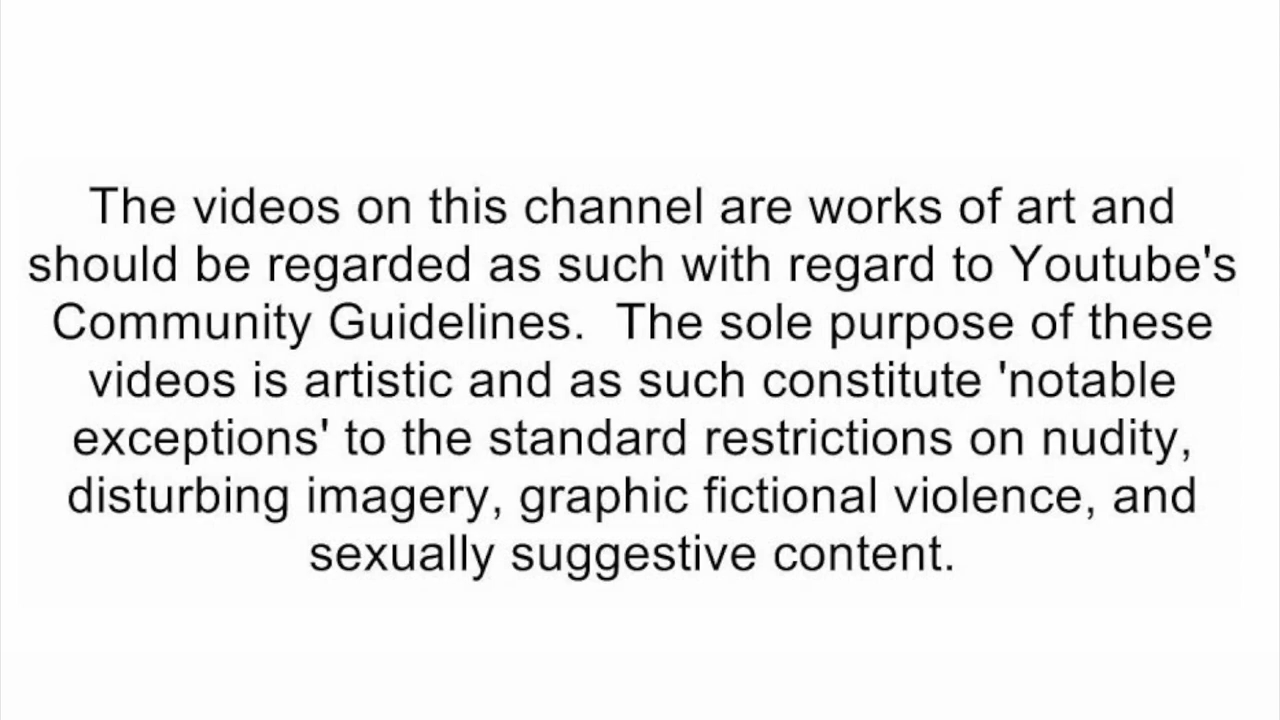 The videos on this channel are works of art and
should be regarded as such with regard to Youtube's
Community Guidelines.  The sole purpose of these
videos is artistic and as such constitute 'notable
exceptions' to the standard restrictions on nudity,
disturbing imagery, graphic fictional violence, and
sexually suggestive content.